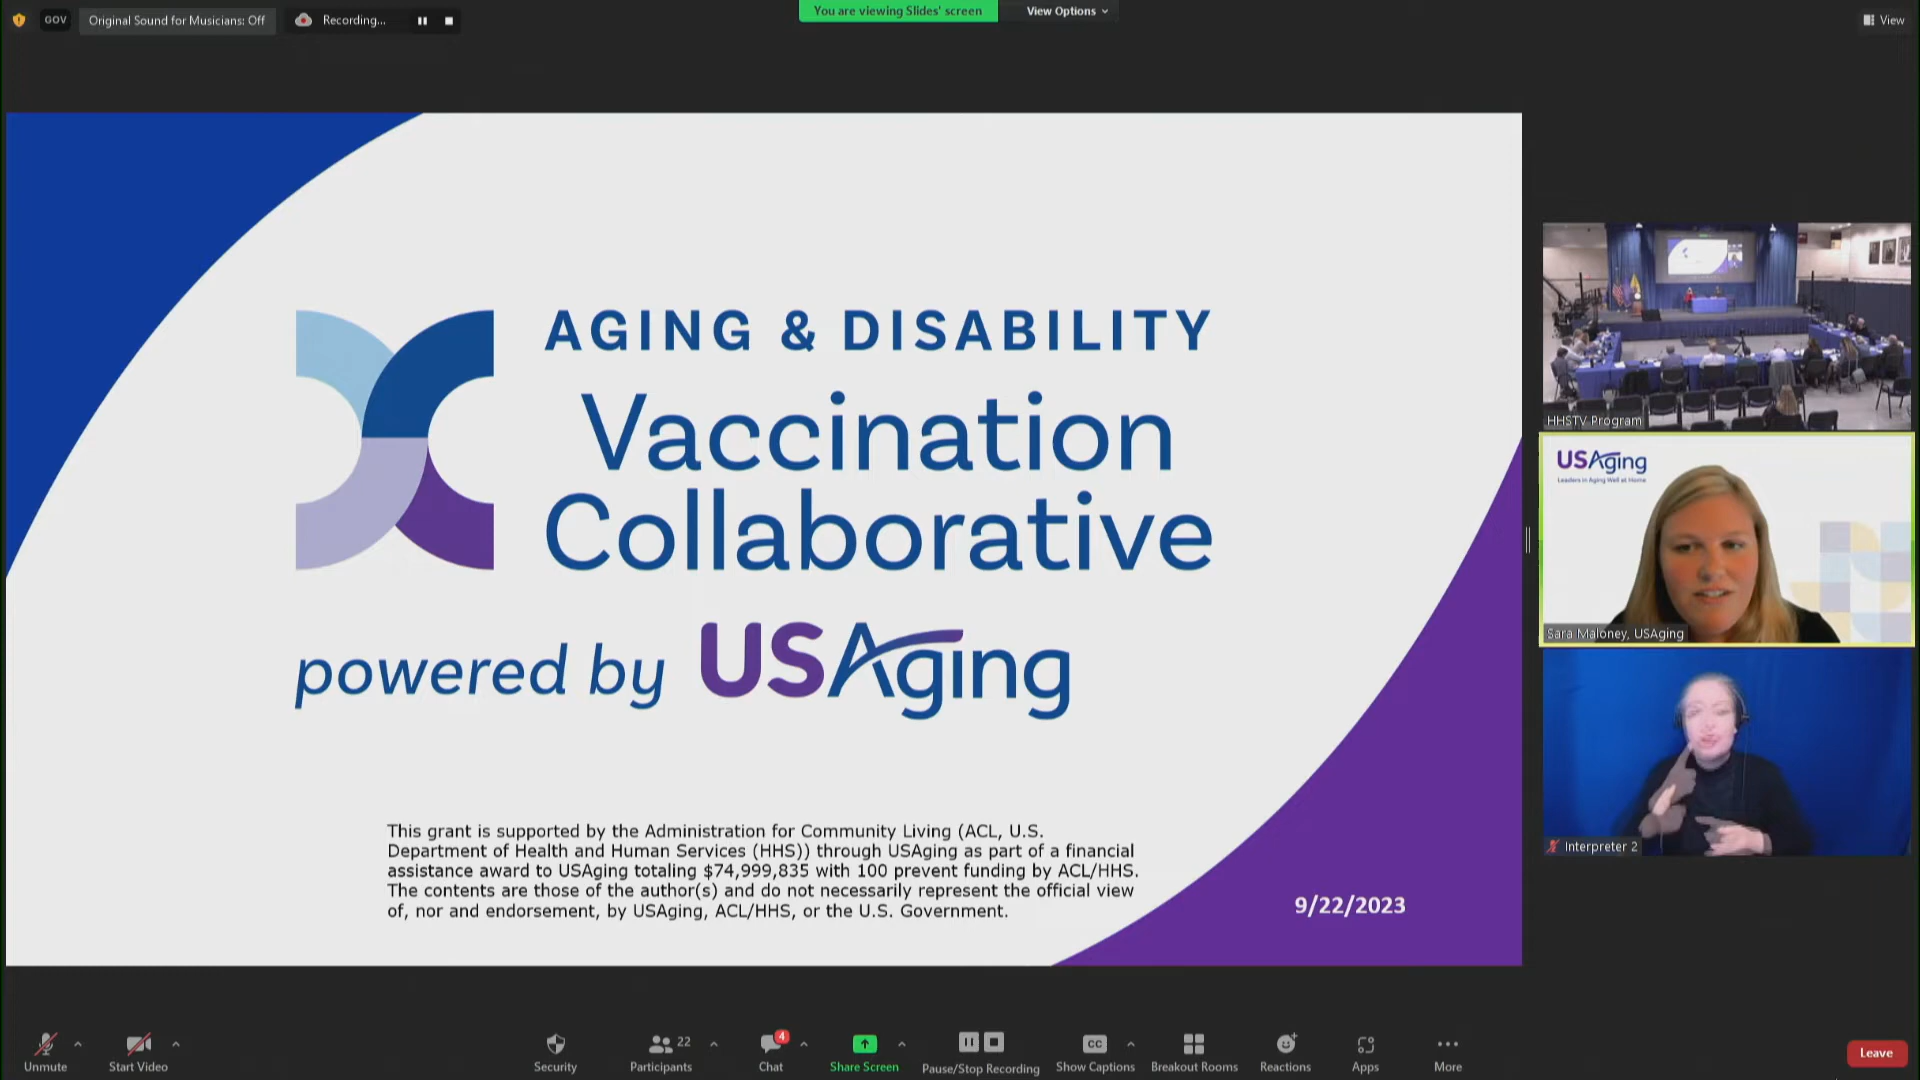 GOV
Original Sound for Musicians: Off
Recording...
You are viewing Slides' screen
View Options
View
AGING & DISABILITY
Vaccination
Collaborative
powered by USAging
This grant is supported by the Administration for Community Living (ACL, U.S.
Department of Health and Human Services (HHS)) through USAging as part of a financial
assistance award to USAging totaling $74,999,835 with 100 prevent funding by ACL/HHS.
The contents are those of the author(s) and do not necessarily represent the official view
of, nor and endorsement, by USAging, ACL/HHS, or the U.S. Government.
9/22/2023
HHSTV Program
USAging
Leaders in Aging Well at Home
Sara Maloney, USAging
Interpreter 2
Unmute
Start Video
Security
Participants
22
Chat
4
Share Screen
Pause/Stop Recording
CC
Show Captions
Breakout Rooms
Reactions
Apps
More
Leave